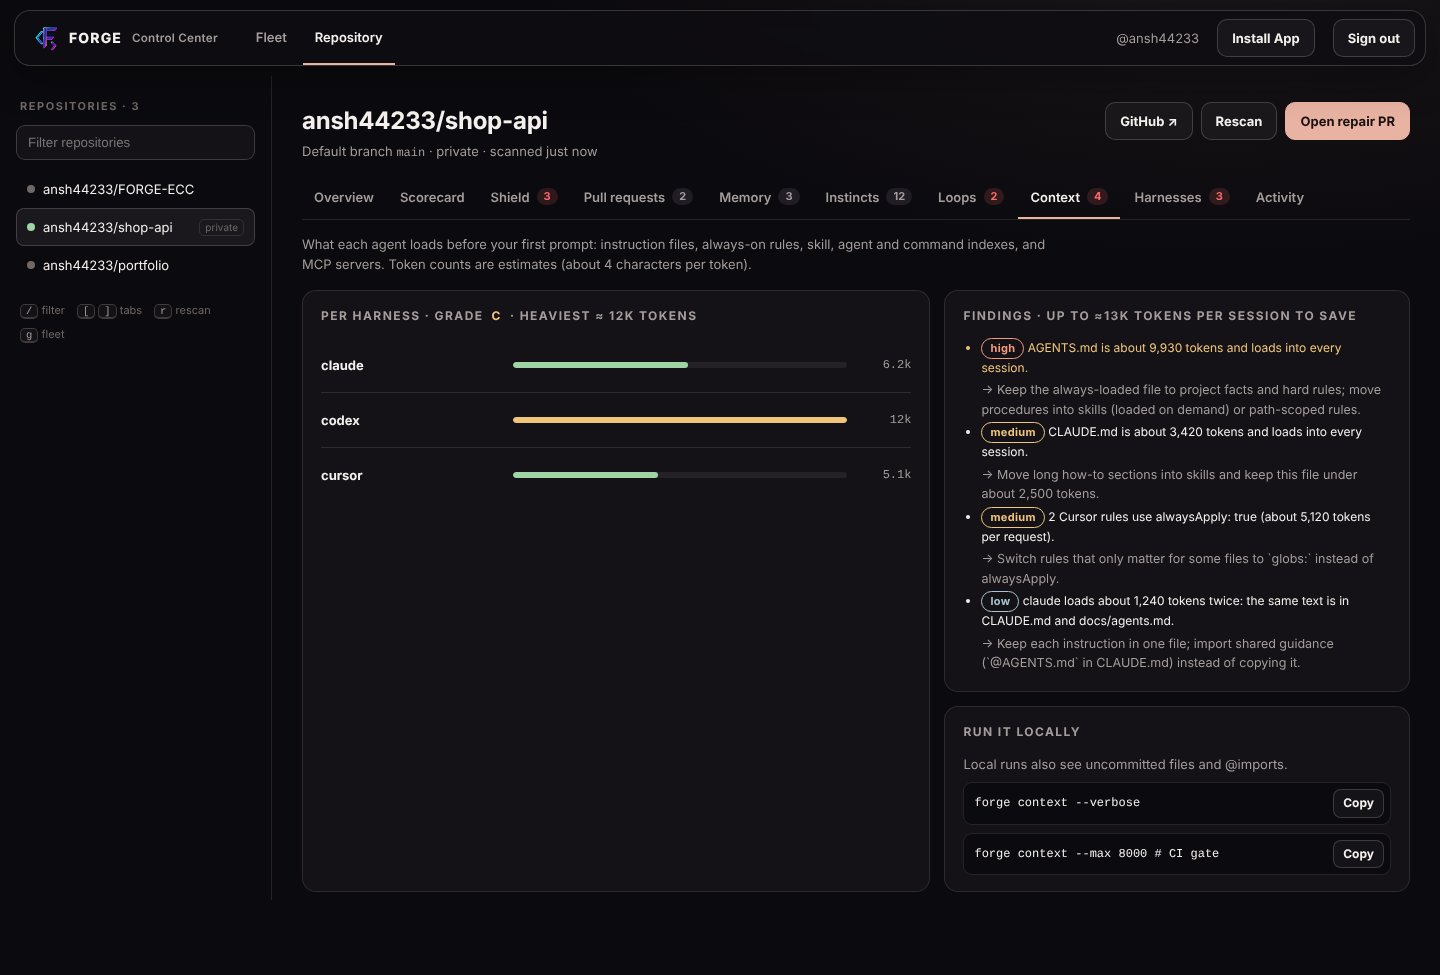 FORGE Control Center Fleet Repository @ansh44233 Install App Sign out
REPOSITORIES · 3
Filter repositories
ansh44233/FORGE-ECC
ansh44233/shop-api private
ansh44233/portfolio
/ filter [ ] tabs r rescan
g fleet
ansh44233/shop-api
Default branch main · private · scanned just now
GitHub ↗ Rescan Open repair PR
Overview Scorecard Shield 3 Pull requests 2 Memory 3 Instincts 12 Loops 2 Context 4 Harnesses 3 Activity
What each agent loads before your first prompt: instruction files, always-on rules, skill, agent and command indexes, and
MCP servers. Token counts are estimates (about 4 characters per token).
PER HARNESS · GRADE C · HEAVIEST ≈ 12K TOKENS
claude 6.2k
codex 12k
cursor 5.1k
FINDINGS · UP TO ≈13K TOKENS PER SESSION TO SAVE
• high AGENTS.md is about 9,930 tokens and loads into every
session.
→ Keep the always-loaded file to project facts and hard rules; move
procedures into skills (loaded on demand) or path-scoped rules.
• medium CLAUDE.md is about 3,420 tokens and loads into every
session.
→ Move long how-to sections into skills and keep this file under
about 2,500 tokens.
• medium 2 Cursor rules use alwaysApply: true (about 5,120 tokens
per request).
→ Switch rules that only matter for some files to `globs:` instead of
alwaysApply.
• low claude loads about 1,240 tokens twice: the same text is in
CLAUDE.md and docs/agents.md.
→ Keep each instruction in one file; import shared guidance
(`@AGENTS.md` in CLAUDE.md) instead of copying it.
RUN IT LOCALLY
Local runs also see uncommitted files and @imports.
forge context --verbose Copy
forge context --max 8000 # CI gate Copy